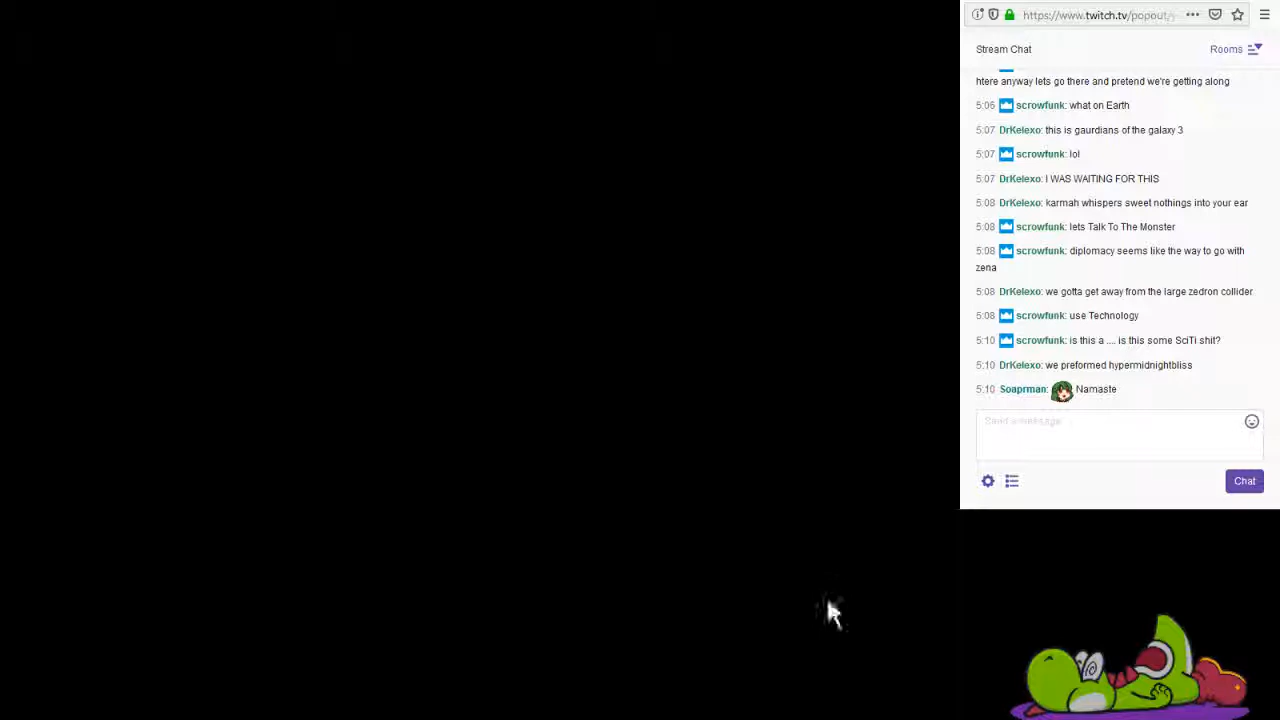 https://www.twitch.tv/popout/
Stream Chat
Rooms
htere anyway lets go there and pretend we're getting along
5:06 scrowfunk: what on Earth
5:07 DrKelexo: this is gaurdians of the galaxy 3
5:07 scrowfunk: lol
5:07 DrKelexo: I WAS WAITING FOR THIS
5:08 DrKelexo: karmah whispers sweet nothings into your ear
5:08 scrowfunk: lets Talk To The Monster
5:08 scrowfunk: diplomacy seems like the way to go with
zena
5:08 DrKelexo: we gotta get away from the large zedron collider
5:08 scrowfunk: use Technology
5:10 scrowfunk: is this a .... is this some SciTi shit?
5:10 DrKelexo: we preformed hypermidnightbliss
5:10 Soaprman: Namaste
Send a message
Chat